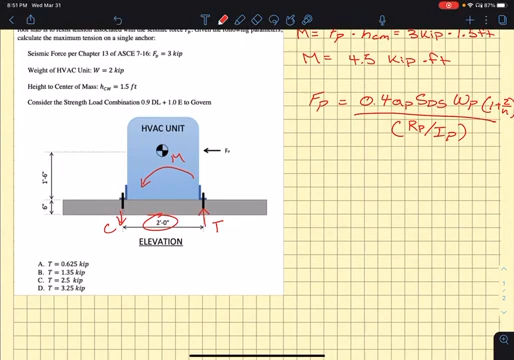 8:51 PM Wed Mar 31
87%
roof slab is to resist tension associated with the seismic force Fp. Given the following parameters,
calculate the maximum tension on a single anchor:
Seismic Force per Chapter 13 of ASCE 7-16: Fp = 3 kip
Weight of HVAC Unit: W = 2 kip
Height to Center of Mass: hCM = 1.5 ft
Consider the Strength Load Combination 0.9 DL + 1.0 E to Govern
HVAC UNIT
M
Fp
1'-6"
6"
C
2'-0"
T
ELEVATION
A. T = 0.625 kip
B. T = 1.35 kip
C. T = 2.5 kip
D. T = 3.25 kip
M = Fp · hcm = 3 kip · 1.5 ft
M = 4.5 kip·ft
Fp = 0.4 ap SDS Wp (1+2z/h)
(Rp/Ip)
1
2